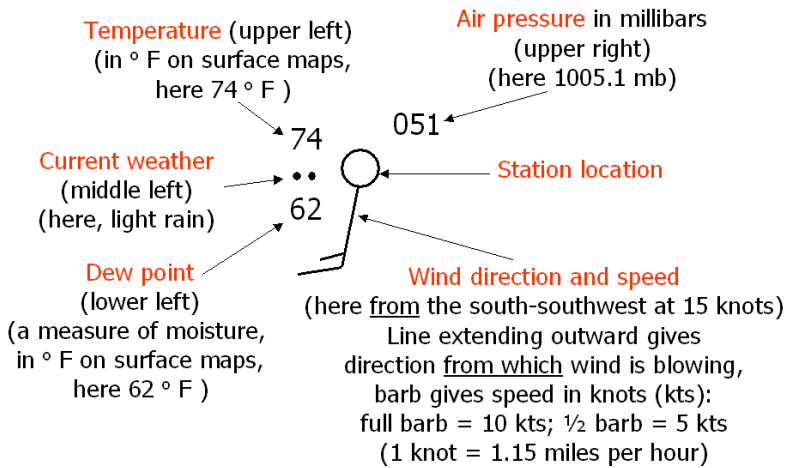 Temperature (upper left)
(in º F on surface maps,
here 74 º F )
Air pressure in millibars
(upper right)
(here 1005.1 mb)
74
051
Current weather
(middle left)
(here, light rain)
Station location
62
Dew point
(lower left)
(a measure of moisture,
in º F on surface maps,
here 62 º F )
Wind direction and speed
(here from the south-southwest at 15 knots)
Line extending outward gives
direction from which wind is blowing,
barb gives speed in knots (kts):
full barb = 10 kts; ½ barb = 5 kts
(1 knot = 1.15 miles per hour)